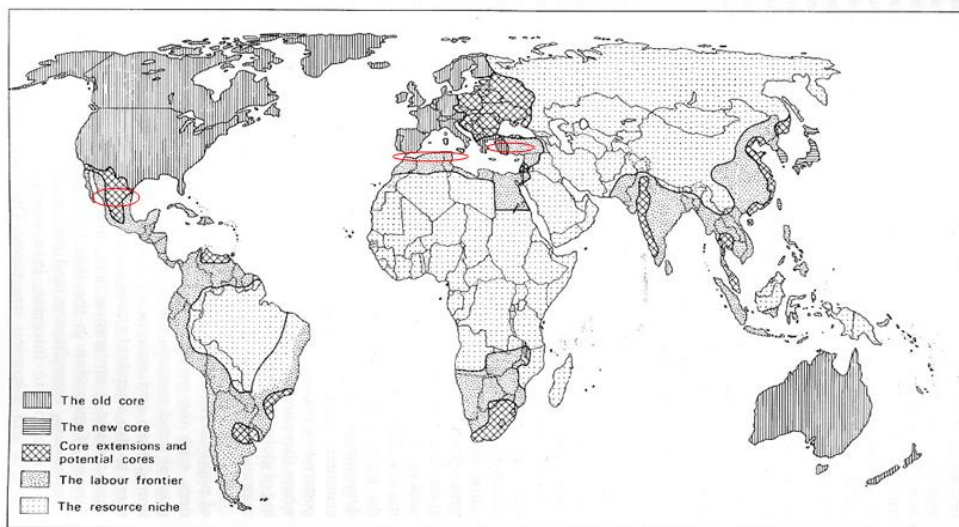 The old core
The new core
Core extensions and
potential cores
The labour frontier
The resource niche